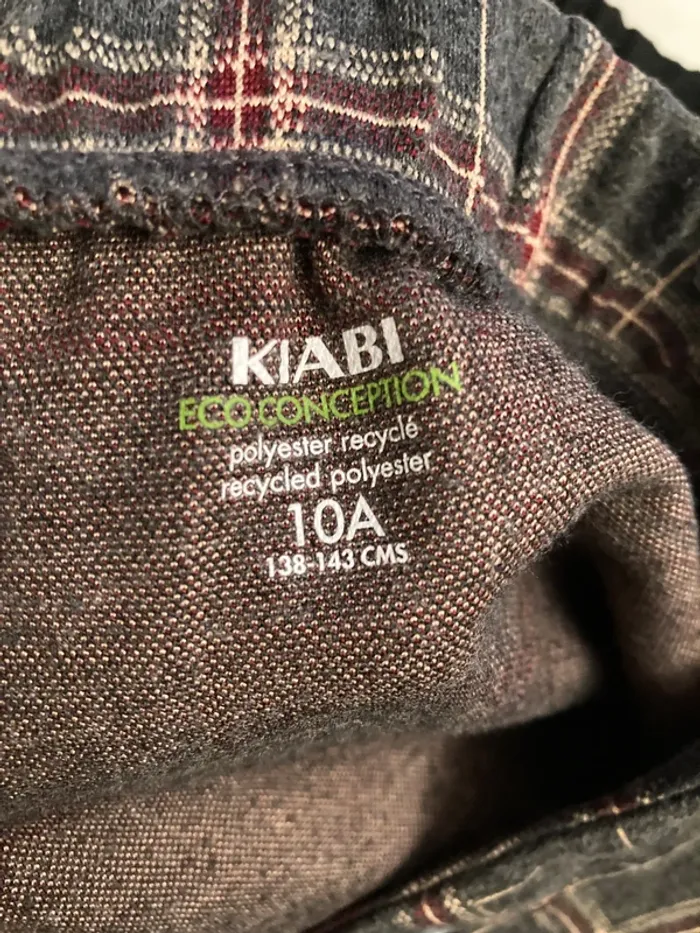 KIABI
ECO CONCEPTION
polyester recyclé
recycled polyester
10A
138-143 CMS